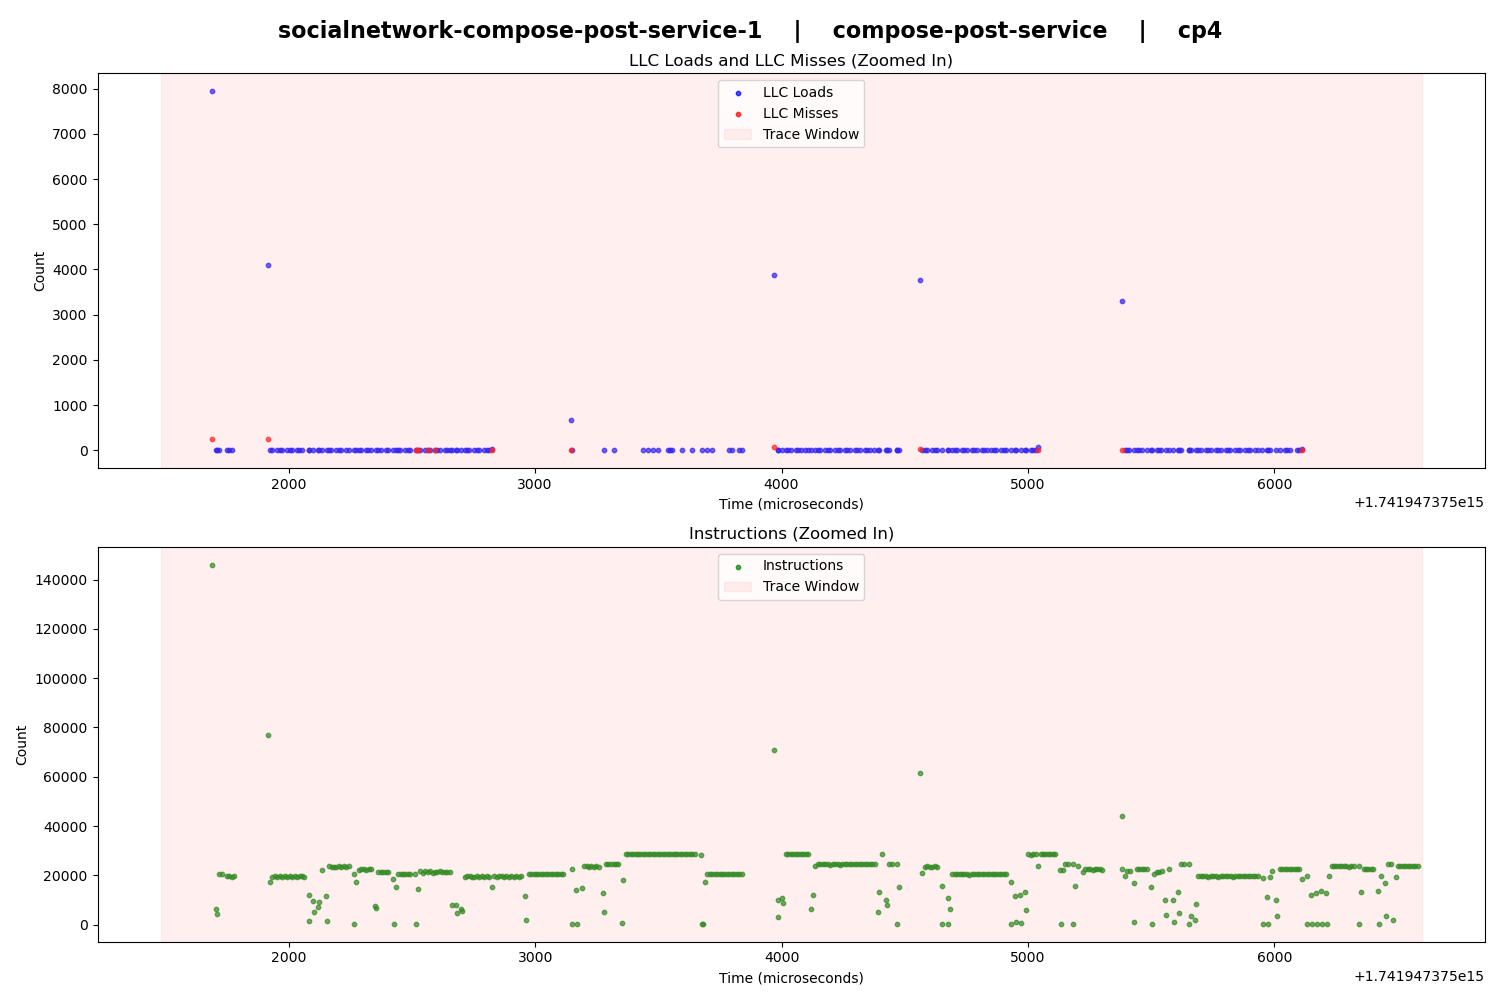 socialnetwork-compose-post-service-1 | compose-post-service | cp4
LLC Loads and LLC Misses (Zoomed In)
LLC Loads
LLC Misses
Trace Window
8000
7000
6000
5000
4000
3000
2000
1000
0
Count
2000 3000 4000 5000 6000
Time (microseconds)
+1.741947375e15
Instructions (Zoomed In)
Instructions
Trace Window
140000
120000
100000
80000
60000
40000
20000
0
Count
2000 3000 4000 5000 6000
Time (microseconds)
+1.741947375e15